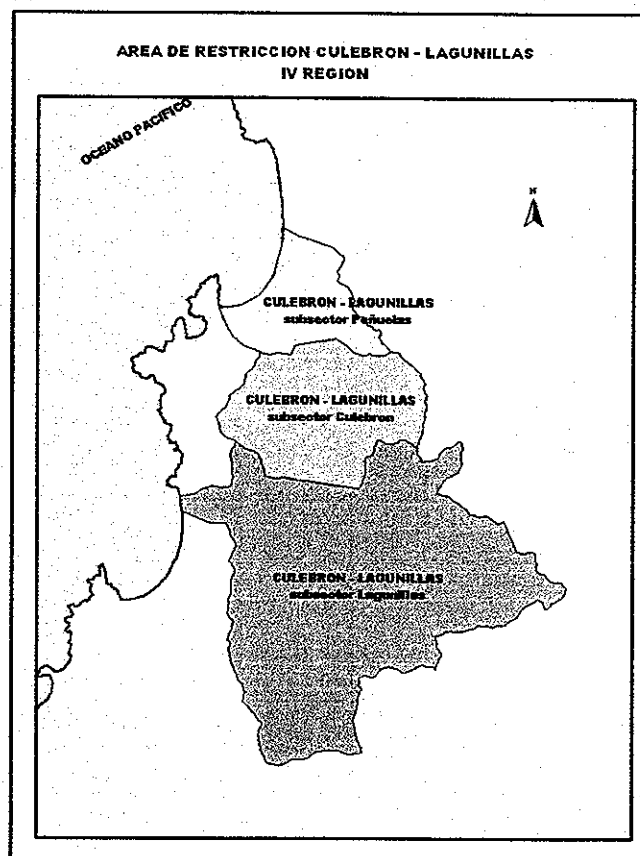 AREA DE RESTRICCION CULEBRON - LAGUNILLAS
IV REGION
OCEANO PACIFICO
N
CULEBRON - LAGUNILLAS
subsector Peñuelas
CULEBRON - LAGUNILLAS
subsector Culebron
CULEBRON - LAGUNILLAS
subsector Lagunillas